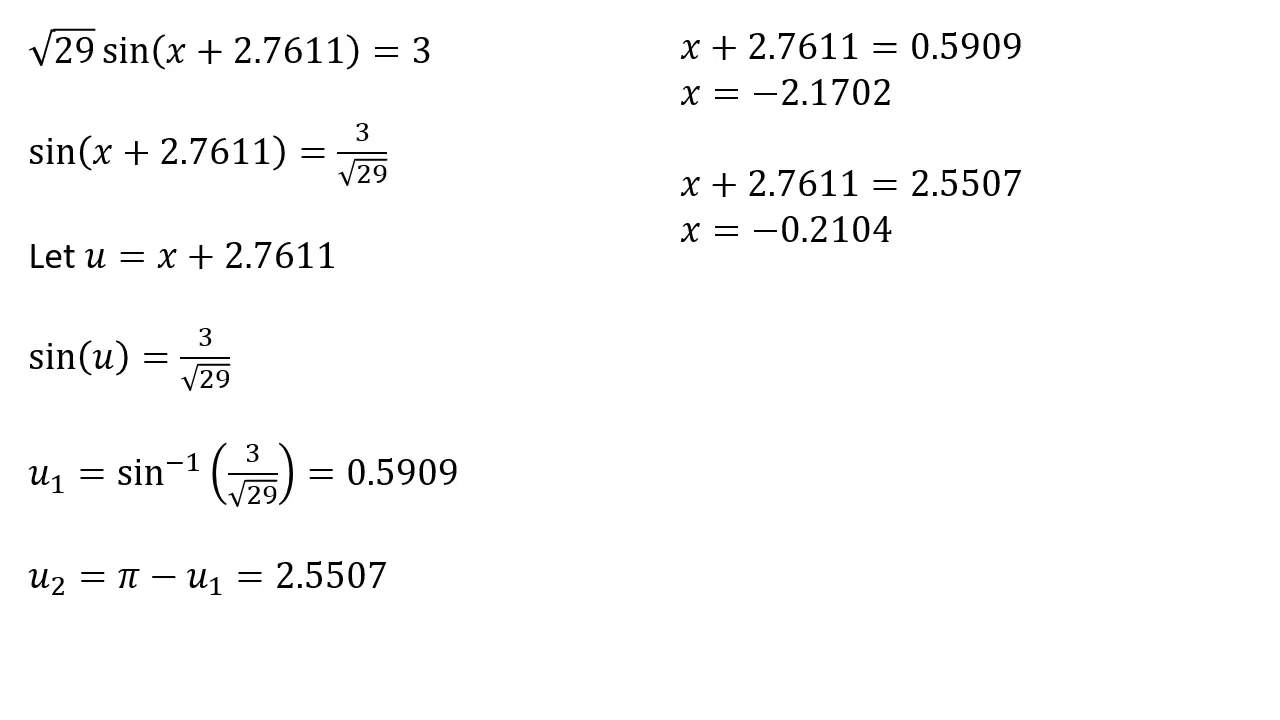 √29 sin(x + 2.7611) = 3
sin(x + 2.7611) = 3/√29
Let u = x + 2.7611
sin(u) = 3/√29
u₁ = sin⁻¹(3/√29) = 0.5909
u₂ = π − u₁ = 2.5507
x + 2.7611 = 0.5909
x = −2.1702
x + 2.7611 = 2.5507
x = −0.2104